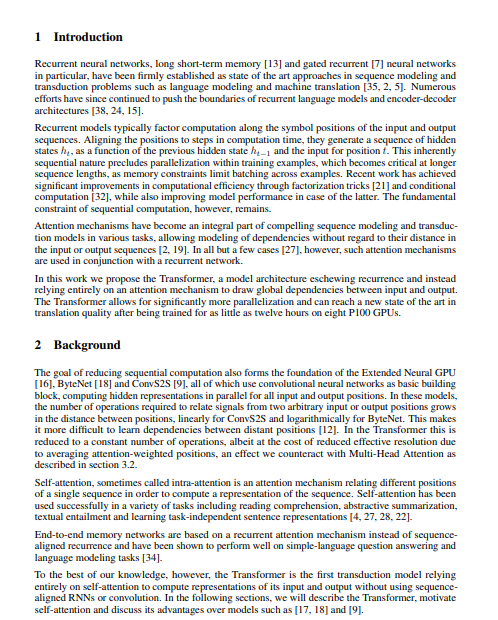 1 Introduction
Recurrent neural networks, long short-term memory [13] and gated recurrent [7] neural networks
in particular, have been firmly established as state of the art approaches in sequence modeling and
transduction problems such as language modeling and machine translation [35, 2, 5]. Numerous
efforts have since continued to push the boundaries of recurrent language models and encoder-decoder
architectures [38, 24, 15].
Recurrent models typically factor computation along the symbol positions of the input and output
sequences. Aligning the positions to steps in computation time, they generate a sequence of hidden
states hₜ, as a function of the previous hidden state hₜ₋₁ and the input for position t. This inherently
sequential nature precludes parallelization within training examples, which becomes critical at longer
sequence lengths, as memory constraints limit batching across examples. Recent work has achieved
significant improvements in computational efficiency through factorization tricks [21] and conditional
computation [32], while also improving model performance in case of the latter. The fundamental
constraint of sequential computation, however, remains.
Attention mechanisms have become an integral part of compelling sequence modeling and transduc-
tion models in various tasks, allowing modeling of dependencies without regard to their distance in
the input or output sequences [2, 19]. In all but a few cases [27], however, such attention mechanisms
are used in conjunction with a recurrent network.
In this work we propose the Transformer, a model architecture eschewing recurrence and instead
relying entirely on an attention mechanism to draw global dependencies between input and output.
The Transformer allows for significantly more parallelization and can reach a new state of the art in
translation quality after being trained for as little as twelve hours on eight P100 GPUs.
2 Background
The goal of reducing sequential computation also forms the foundation of the Extended Neural GPU
[16], ByteNet [18] and ConvS2S [9], all of which use convolutional neural networks as basic building
block, computing hidden representations in parallel for all input and output positions. In these models,
the number of operations required to relate signals from two arbitrary input or output positions grows
in the distance between positions, linearly for ConvS2S and logarithmically for ByteNet. This makes
it more difficult to learn dependencies between distant positions [12]. In the Transformer this is
reduced to a constant number of operations, albeit at the cost of reduced effective resolution due
to averaging attention-weighted positions, an effect we counteract with Multi-Head Attention as
described in section 3.2.
Self-attention, sometimes called intra-attention is an attention mechanism relating different positions
of a single sequence in order to compute a representation of the sequence. Self-attention has been
used successfully in a variety of tasks including reading comprehension, abstractive summarization,
textual entailment and learning task-independent sentence representations [4, 27, 28, 22].
End-to-end memory networks are based on a recurrent attention mechanism instead of sequence-
aligned recurrence and have been shown to perform well on simple-language question answering and
language modeling tasks [34].
To the best of our knowledge, however, the Transformer is the first transduction model relying
entirely on self-attention to compute representations of its input and output without using sequence-
aligned RNNs or convolution. In the following sections, we will describe the Transformer, motivate
self-attention and discuss its advantages over models such as [17, 18] and [9].